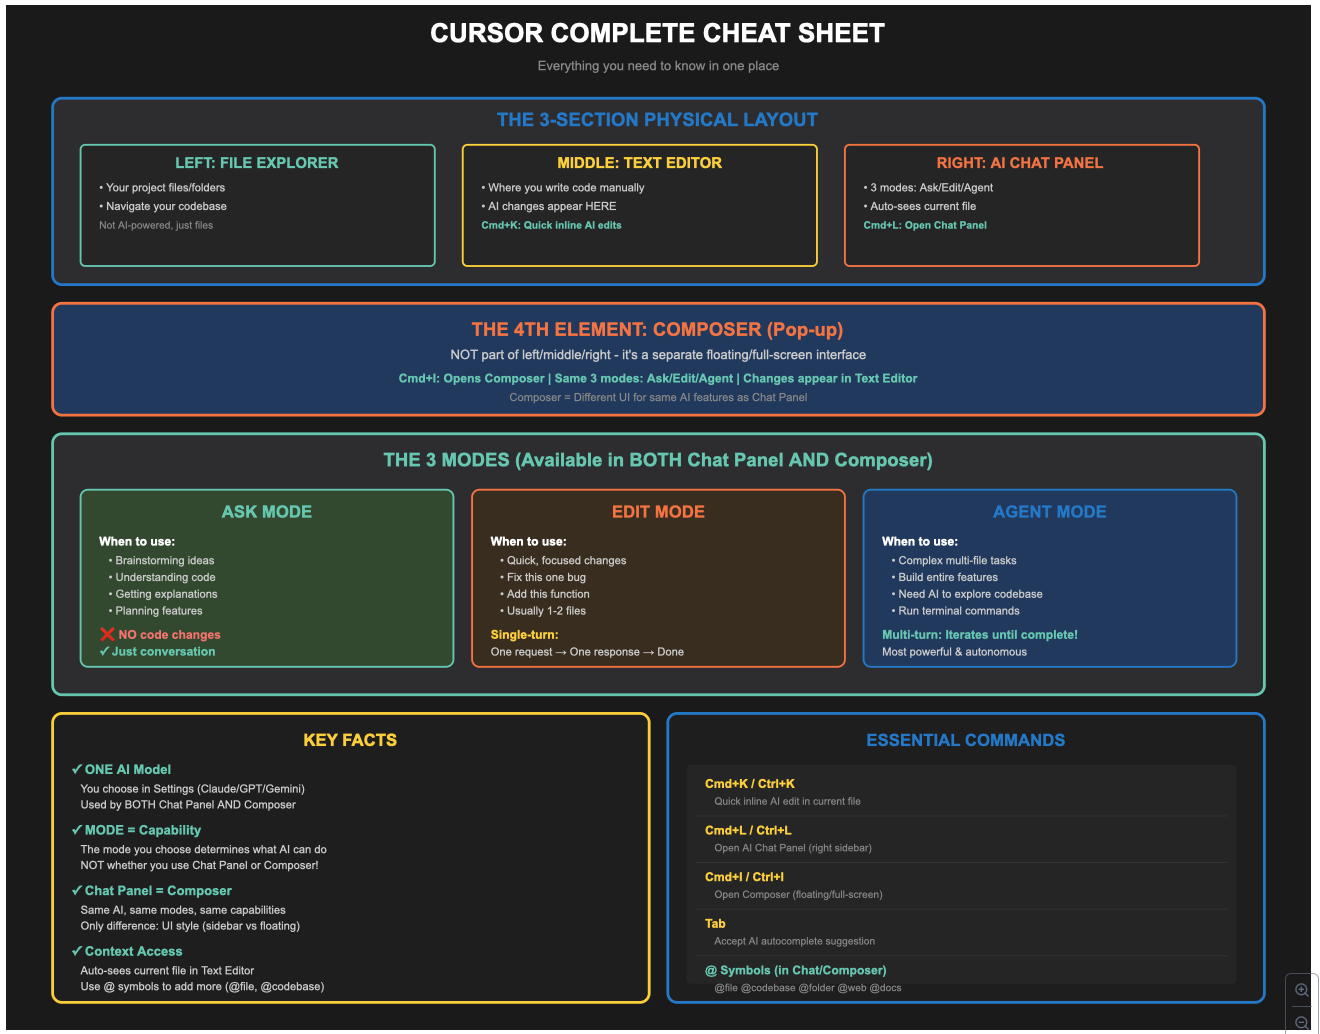 CURSOR COMPLETE CHEAT SHEET
Everything you need to know in one place
THE 3-SECTION PHYSICAL LAYOUT
LEFT: FILE EXPLORER
• Your project files/folders
• Navigate your codebase
Not AI-powered, just files
MIDDLE: TEXT EDITOR
• Where you write code manually
• AI changes appear HERE
Cmd+K: Quick inline AI edits
RIGHT: AI CHAT PANEL
• 3 modes: Ask/Edit/Agent
• Auto-sees current file
Cmd+L: Open Chat Panel
THE 4TH ELEMENT: COMPOSER (Pop-up)
NOT part of left/middle/right - it's a separate floating/full-screen interface
Cmd+I: Opens Composer | Same 3 modes: Ask/Edit/Agent | Changes appear in Text Editor
Composer = Different UI for same AI features as Chat Panel
THE 3 MODES (Available in BOTH Chat Panel AND Composer)
ASK MODE
When to use:
• Brainstorming ideas
• Understanding code
• Getting explanations
• Planning features
❌ NO code changes
✓ Just conversation
EDIT MODE
When to use:
• Quick, focused changes
• Fix this one bug
• Add this function
• Usually 1-2 files
Single-turn:
One request → One response → Done
AGENT MODE
When to use:
• Complex multi-file tasks
• Build entire features
• Need AI to explore codebase
• Run terminal commands
Multi-turn: Iterates until complete!
Most powerful & autonomous
KEY FACTS
✓ ONE AI Model
You choose in Settings (Claude/GPT/Gemini)
Used by BOTH Chat Panel AND Composer
✓ MODE = Capability
The mode you choose determines what AI can do
NOT whether you use Chat Panel or Composer!
✓ Chat Panel = Composer
Same AI, same modes, same capabilities
Only difference: UI style (sidebar vs floating)
✓ Context Access
Auto-sees current file in Text Editor
Use @ symbols to add more (@file, @codebase)
ESSENTIAL COMMANDS
Cmd+K / Ctrl+K
Quick inline AI edit in current file
Cmd+L / Ctrl+L
Open AI Chat Panel (right sidebar)
Cmd+I / Ctrl+I
Open Composer (floating/full-screen)
Tab
Accept AI autocomplete suggestion
@ Symbols (in Chat/Composer)
@file @codebase @folder @web @docs